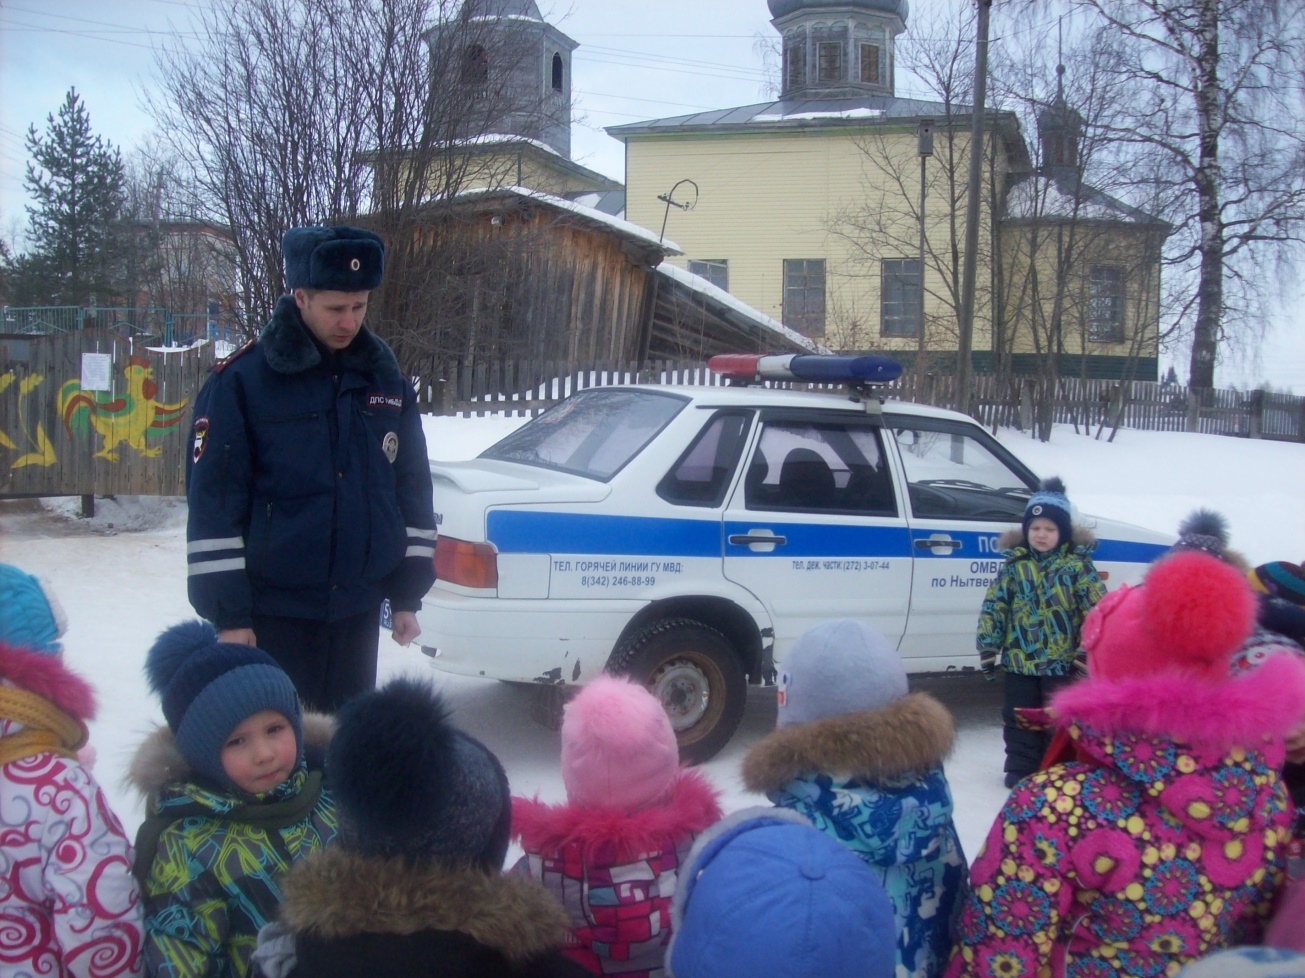 ДПС ГИБДД
ТЕЛ. ГОРЯЧЕЙ ЛИНИИ ГУ МВД:
8(342) 246-88-99
тел. деж. части: (272) 3-07-44
ПО
ОМВД
по Нытвен